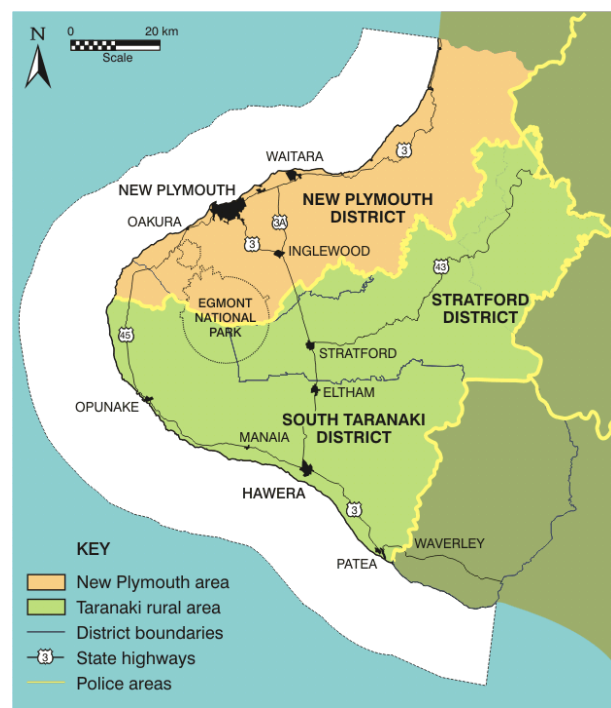 N
0 20 km
Scale
3
WAITARA
NEW PLYMOUTH
NEW PLYMOUTH
DISTRICT
OAKURA
3A
3
INGLEWOOD
43
EGMONT
NATIONAL
PARK
STRATFORD
DISTRICT
45
STRATFORD
ELTHAM
OPUNAKE
SOUTH TARANAKI
DISTRICT
MANAIA
HAWERA
3
WAVERLEY
PATEA
KEY
New Plymouth area
Taranaki rural area
District boundaries
3 State highways
Police areas